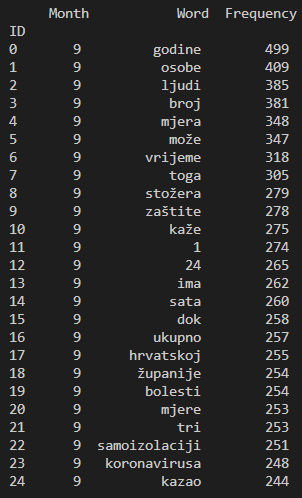 Month Word Frequency
ID
0 9 godine 499
1 9 osobe 409
2 9 ljudi 385
3 9 broj 381
4 9 mjera 348
5 9 može 347
6 9 vrijeme 318
7 9 toga 305
8 9 stožera 279
9 9 zaštite 278
10 9 kaže 275
11 9 1 274
12 9 24 265
13 9 ima 262
14 9 sata 260
15 9 dok 258
16 9 ukupno 257
17 9 hrvatskoj 255
18 9 županije 254
19 9 bolesti 254
20 9 mjere 253
21 9 tri 253
22 9 samoizolaciji 251
23 9 koronavirusa 248
24 9 kazao 244